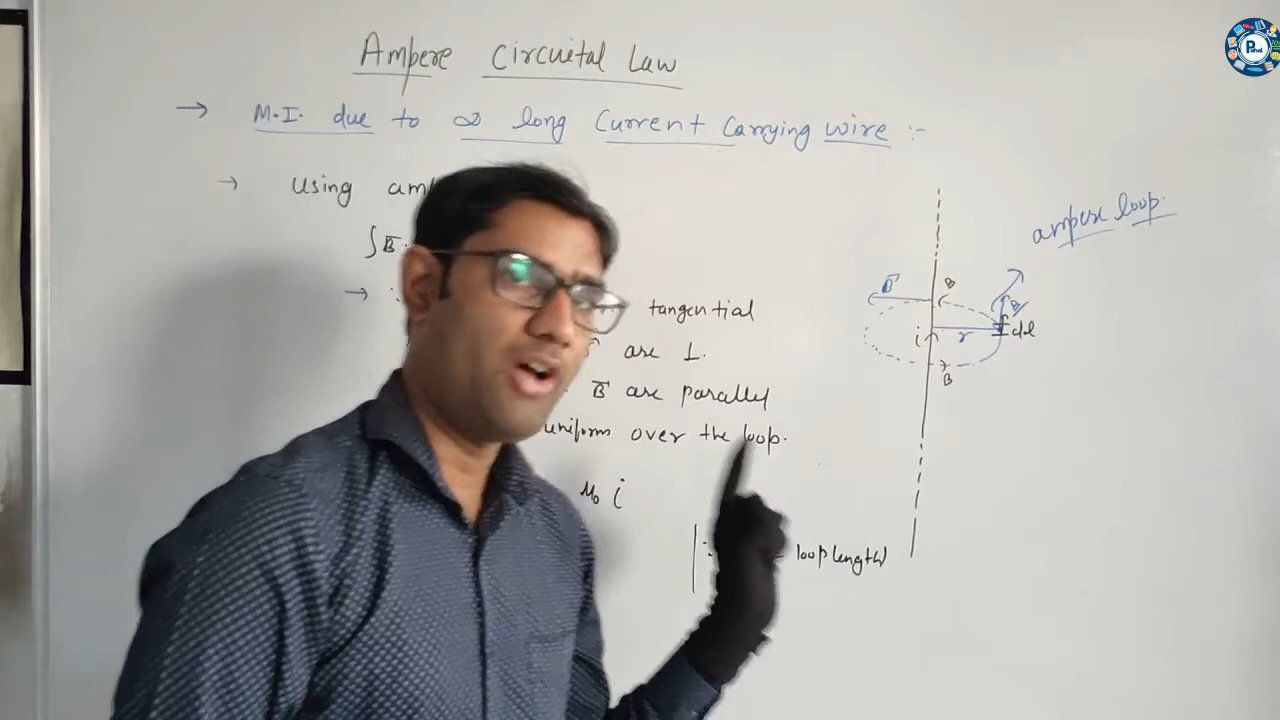 Ampere Circuital Law
→ M.I. due to ∞ long Current Carrying wire :-
→ using
∫B⃗
→ ∵ tangential
are ⊥.
B⃗ are parallel
uniform over the loop.
μ₀ i
loop length
ampere loop.
B⃗
B
B
i
r
dl
B